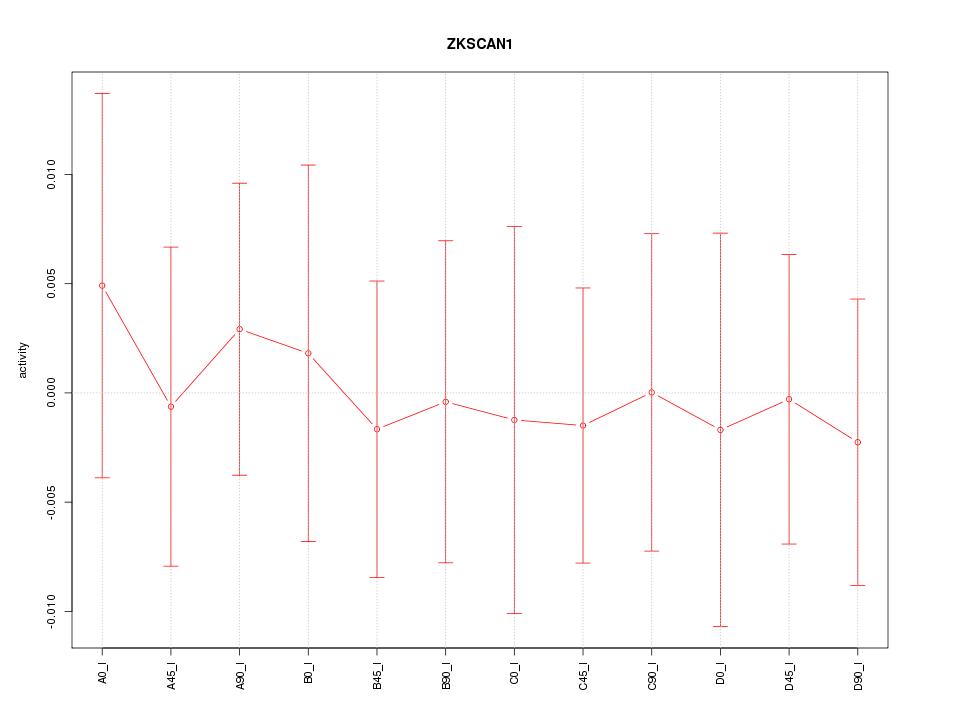 ZKSCAN1
activity
0.010
0.005
0.000
-0.005
-0.010
A0_I
A45_I
A90_I
B0_I
B45_I
B90_I
C0_I
C45_I
C90_I
D0_I
D45_I
D90_I